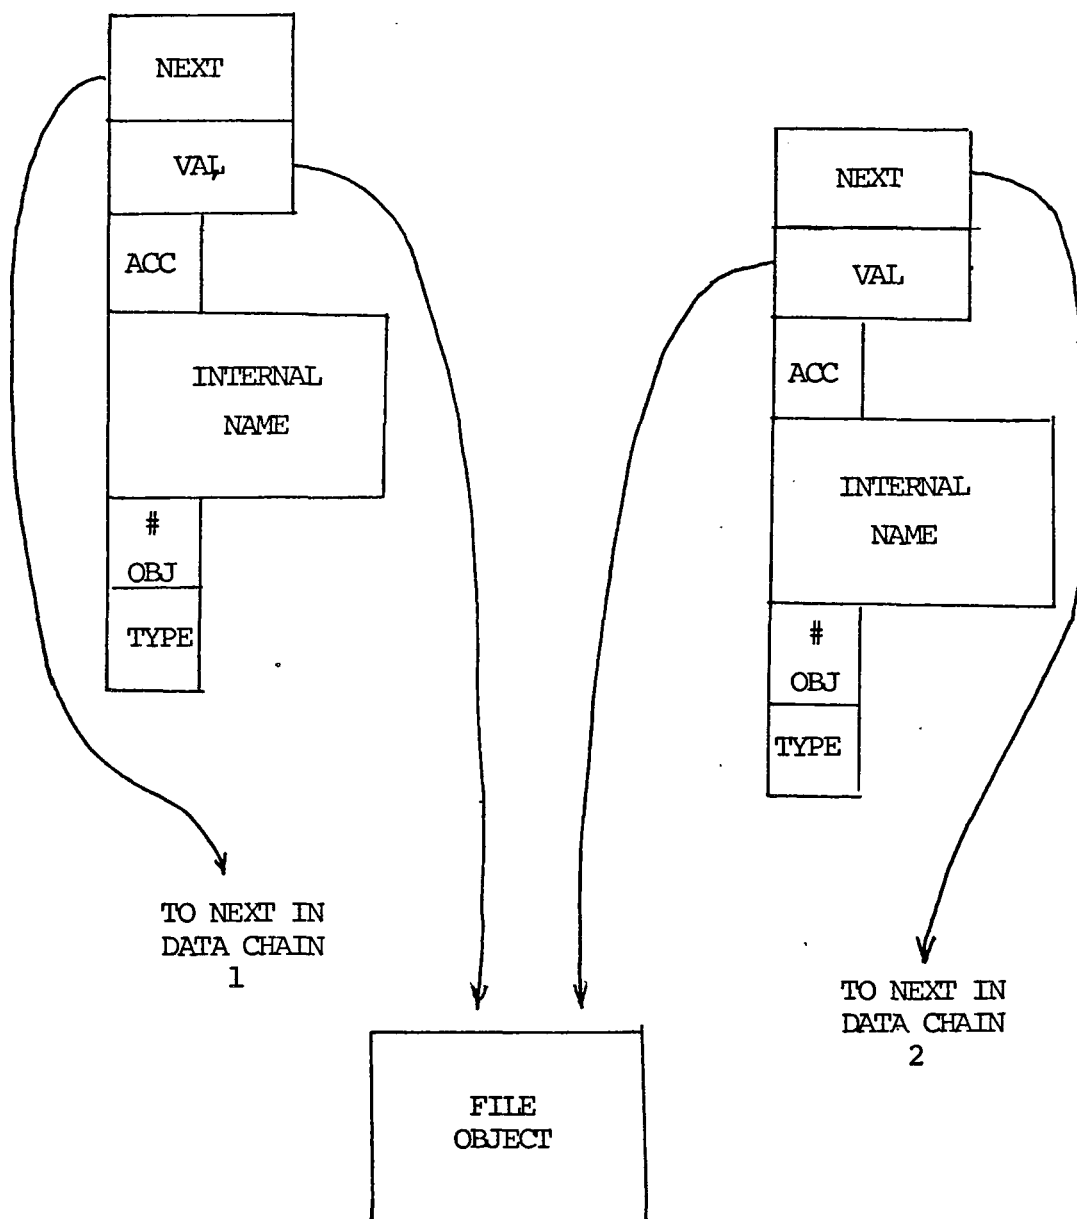 NEXT
VAL
ACC
INTERNAL
NAME
#
OBJ
TYPE
TO NEXT IN
DATA CHAIN
1
NEXT
VAL
ACC
INTERNAL
NAME
#
OBJ
TYPE
TO NEXT IN
DATA CHAIN
2
FILE
OBJECT